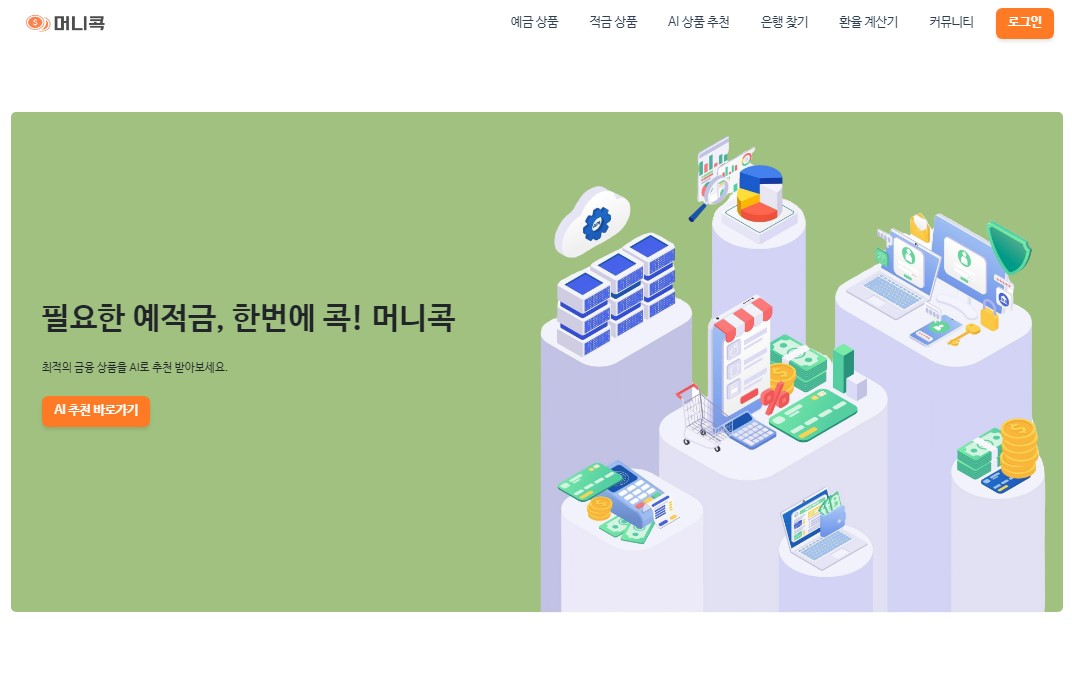 머니콕
예금 상품 적금 상품 AI 상품 추천 은행 찾기 환율 계산기 커뮤니티 로그인
필요한 예적금, 한번에 콕! 머니콕
최적의 금융 상품을 AI로 추천 받아보세요.
AI 추천 바로가기
%